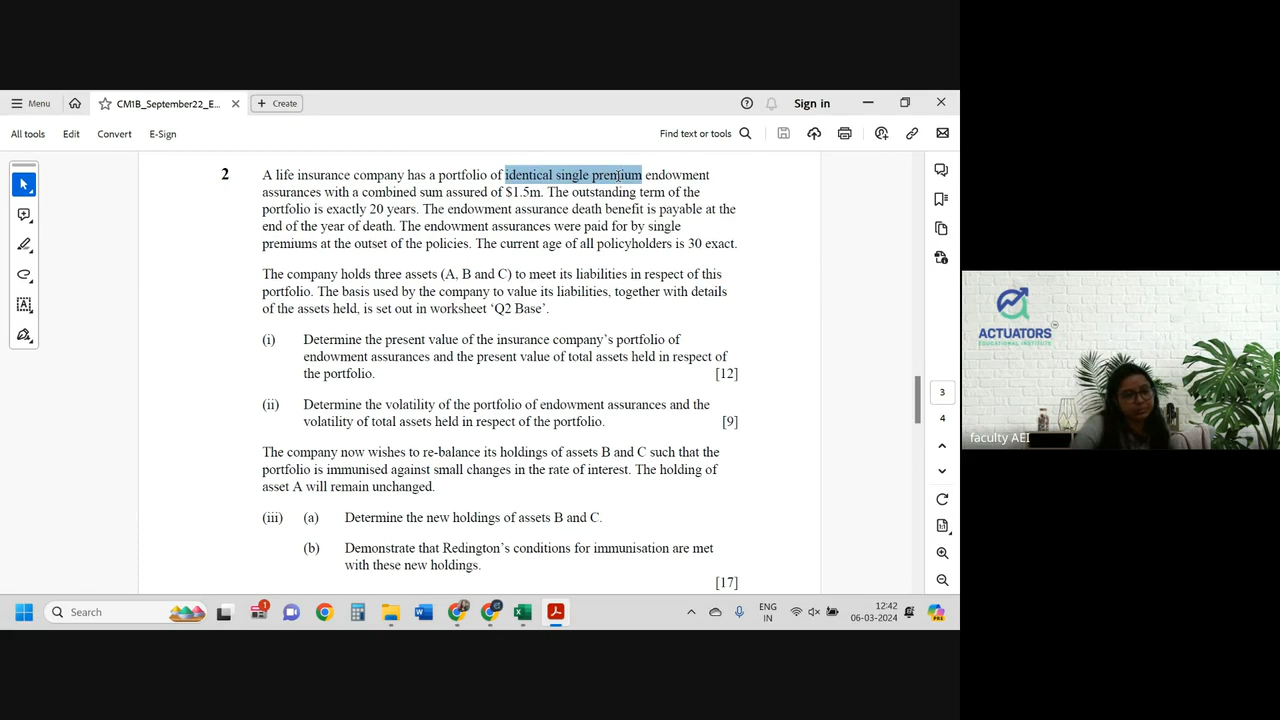 Menu
CM1B_September22_E...
Create
Sign in
All tools
Edit
Convert
E-Sign
Find text or tools
2
A life insurance company has a portfolio of identical single premium endowment
assurances with a combined sum assured of $1.5m. The outstanding term of the
portfolio is exactly 20 years. The endowment assurance death benefit is payable at the
end of the year of death. The endowment assurances were paid for by single
premiums at the outset of the policies. The current age of all policyholders is 30 exact.
The company holds three assets (A, B and C) to meet its liabilities in respect of this
portfolio. The basis used by the company to value its liabilities, together with details
of the assets held, is set out in worksheet ‘Q2 Base’.
(i) Determine the present value of the insurance company’s portfolio of
endowment assurances and the present value of total assets held in respect of
the portfolio. [12]
(ii) Determine the volatility of the portfolio of endowment assurances and the
volatility of total assets held in respect of the portfolio. [9]
The company now wishes to re-balance its holdings of assets B and C such that the
portfolio is immunised against small changes in the rate of interest. The holding of
asset A will remain unchanged.
(iii) (a) Determine the new holdings of assets B and C.
(b) Demonstrate that Redington’s conditions for immunisation are met
with these new holdings.
[17]
3
4
ACTUATORS
EDUCATIONAL INSTITUTE
faculty AEI
Search
1
ENG
IN
12:42
06-03-2024